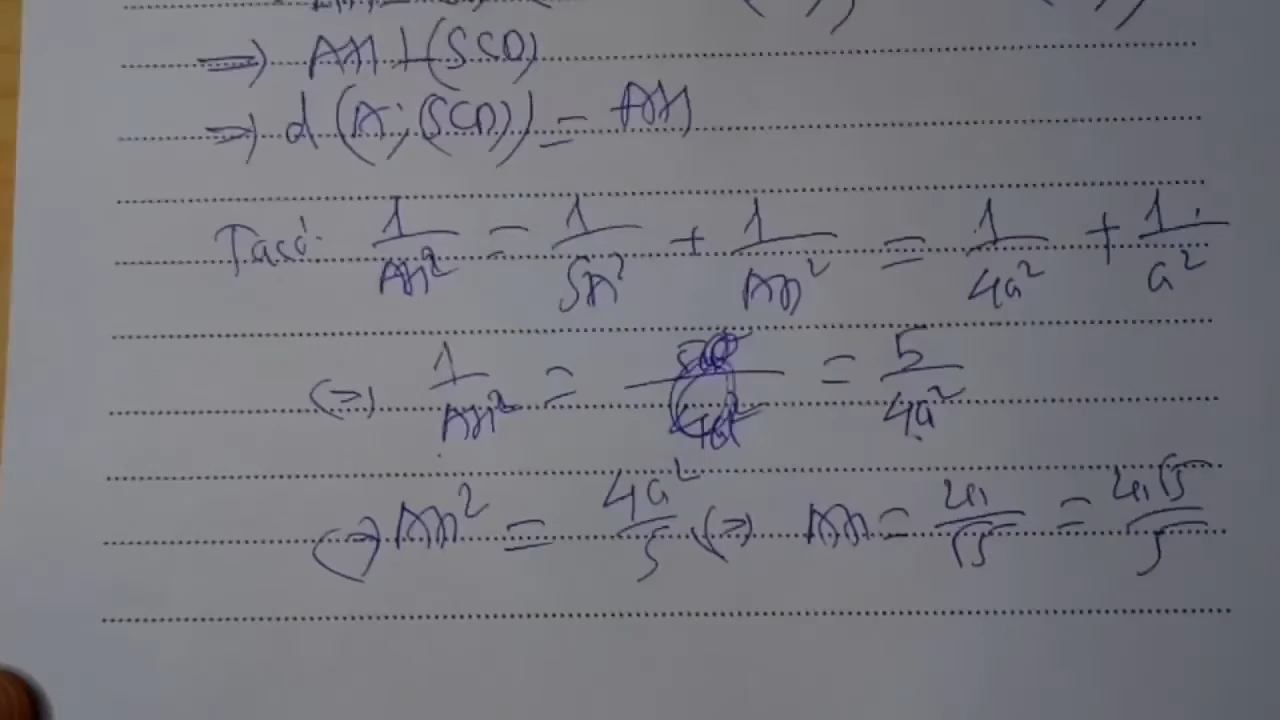 ⇒ AH ⊥ (SCD)
⇒ d (A; (SCD)) = AH
Ta có: 1/AH² = 1/SA² + 1/AD² = 1/4a² + 1/a²
⇔ 1/AH² = = 5/4a²
⇔ AH² = 4a²/5 ⇔ AH = 2a/√5 = 2a√5/5